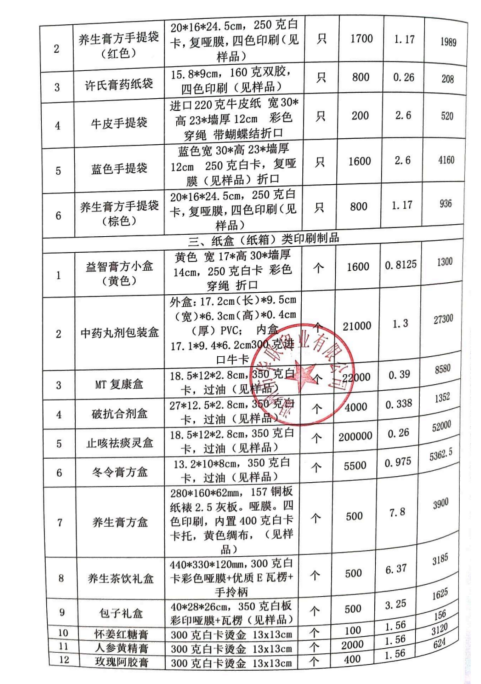 2 养生膏方手提袋（红色） 20*16*24.5cm，250克白卡，复哑膜，四色印刷（见样品） 只 1700 1.17 1989
3 许氏膏药纸袋 15.8*9cm，160克双胶，四色印刷（见样品） 只 800 0.26 208
4 牛皮手提袋 进口220克牛皮纸 宽30*高23*墙厚12cm 彩色 穿绳 带蝴蝶结折口 只 200 2.6 520
5 蓝色手提袋 蓝色宽30*高23*墙厚12cm 250克白卡，复哑膜（见样品）折口 只 1600 2.6 4160
6 养生膏方手提袋（棕色） 20*16*24.5cm，250克白卡，复哑膜，四色印刷（见样品） 只 800 1.17 936
三、纸盒（纸箱）类印刷制品
1 益智膏方小盒（黄色） 黄色 宽17*高30*墙厚14cm，250克白卡 彩色 穿绳 折口 个 1600 0.8125 1300
2 中药丸剂包装盒 外盒：17.2cm（长）*9.5cm（宽）*6.3cm(高)*0.4cm（厚）PVC； 内盒 17.1*9.4*6.2cm300克进口牛卡 个 21000 1.3 27300
3 MT复康盒 18.5*12*2.8cm,350克白卡，过油（见样品） 个 22000 0.39 8580
4 破抗合剂盒 27*12.5*2.8cm,350克白卡，过油（见样品） 个 4000 0.338 1352
5 止咳祛痰灵盒 18.5*12*2.8cm,350克白卡，过油（见样品） 个 200000 0.26 52000
6 冬令膏方盒 13.2*10*8cm，350克白卡，过油（见样品） 个 5500 0.975 5362.5
7 养生膏方盒 280*160*62mm，157铜板纸裱2.5灰板。哑膜。四色印刷，内置400克白卡卡托，黄色绸布，（见样品） 个 500 7.8 3900
8 养生茶饮礼盒 440*330*120mm，300克白卡彩色哑膜+优质E瓦楞+手拎柄 个 500 6.37 3185
9 包子礼盒 40*28*26cm，350克白板彩印哑膜+瓦楞（见样品） 个 500 3.25 1625
10 怀姜红糖膏 300克白卡烫金 13x13cm 个 100 1.56 156
11 人参黄精膏 300克白卡烫金 13x13cm 个 2000 1.56 3120
12 玫瑰阿胶膏 300克白卡烫金 13x13cm 个 400 1.56 624